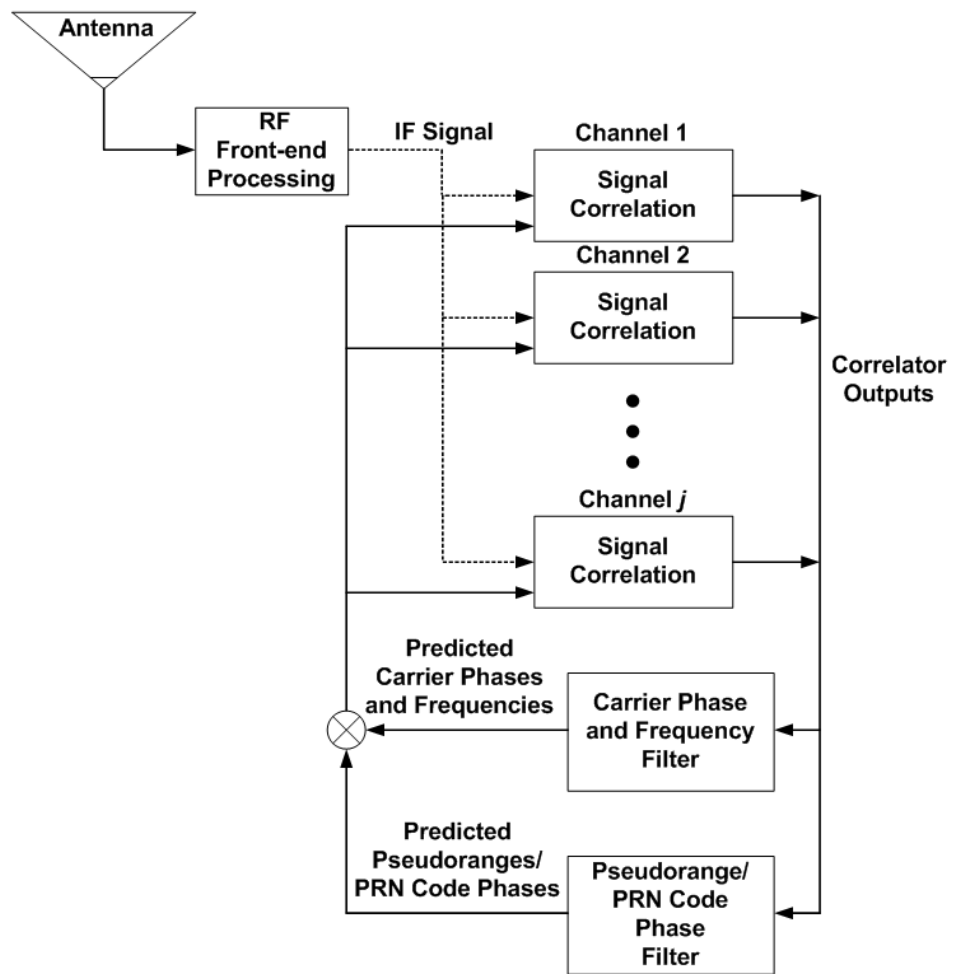 Antenna
RF
Front-end
Processing
IF Signal
Channel 1
Signal
Correlation
Channel 2
Signal
Correlation
Correlator
Outputs
Channel j
Signal
Correlation
Predicted
Carrier Phases
and Frequencies
Carrier Phase
and Frequency
Filter
Predicted
Pseudoranges/
PRN Code Phases
Pseudorange/
PRN Code
Phase
Filter